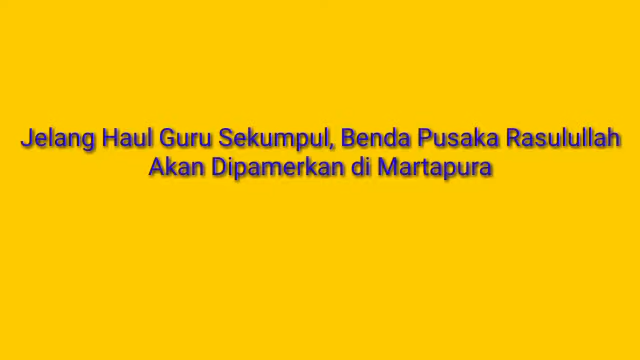 Jelang Haul Guru Sekumpul, Benda Pusaka Rasulullah
Akan Dipamerkan di Martapura